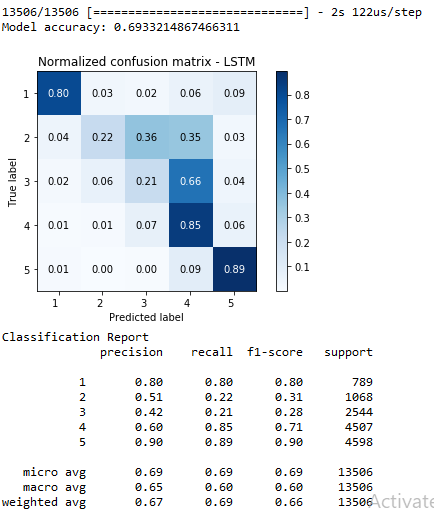 13506/13506 [==============================] - 2s 122us/step
Model accuracy: 0.6933214867466311
Normalized confusion matrix - LSTM
True label
1 0.80 0.03 0.02 0.06 0.09
2 0.04 0.22 0.36 0.35 0.03
3 0.02 0.06 0.21 0.66 0.04
4 0.01 0.01 0.07 0.85 0.06
5 0.01 0.00 0.00 0.09 0.89
1 2 3 4 5
Predicted label
0.8
0.7
0.6
0.5
0.4
0.3
0.2
0.1
Classification Report
precision recall f1-score support
1 0.80 0.80 0.80 789
2 0.51 0.22 0.31 1068
3 0.42 0.21 0.28 2544
4 0.60 0.85 0.71 4507
5 0.90 0.89 0.90 4598
micro avg 0.69 0.69 0.69 13506
macro avg 0.65 0.60 0.60 13506
weighted avg 0.67 0.69 0.66 13506
Activate